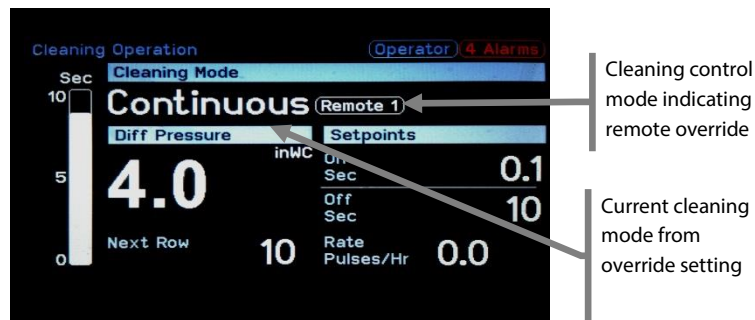 Cleaning Operation
Operator
4 Alarms
Sec
Cleaning Mode
10
Continuous
Remote 1
Diff Pressure
Setpoints
inWC
On
Sec
0.1
5
4.0
Off
Sec
10
Next Row
10
Rate
Pulses/Hr
0.0
0
Cleaning control
mode indicating
remote override
Current cleaning
mode from
override setting